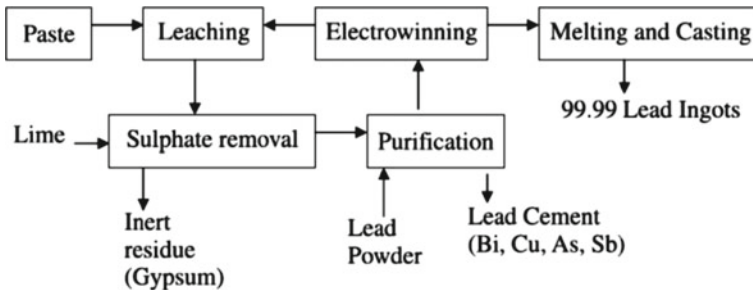 Paste
Leaching
Electrowinning
Melting and Casting
99.99 Lead Ingots
Lime
Sulphate removal
Purification
Inert
residue
(Gypsum)
Lead
Powder
Lead Cement
(Bi, Cu, As, Sb)